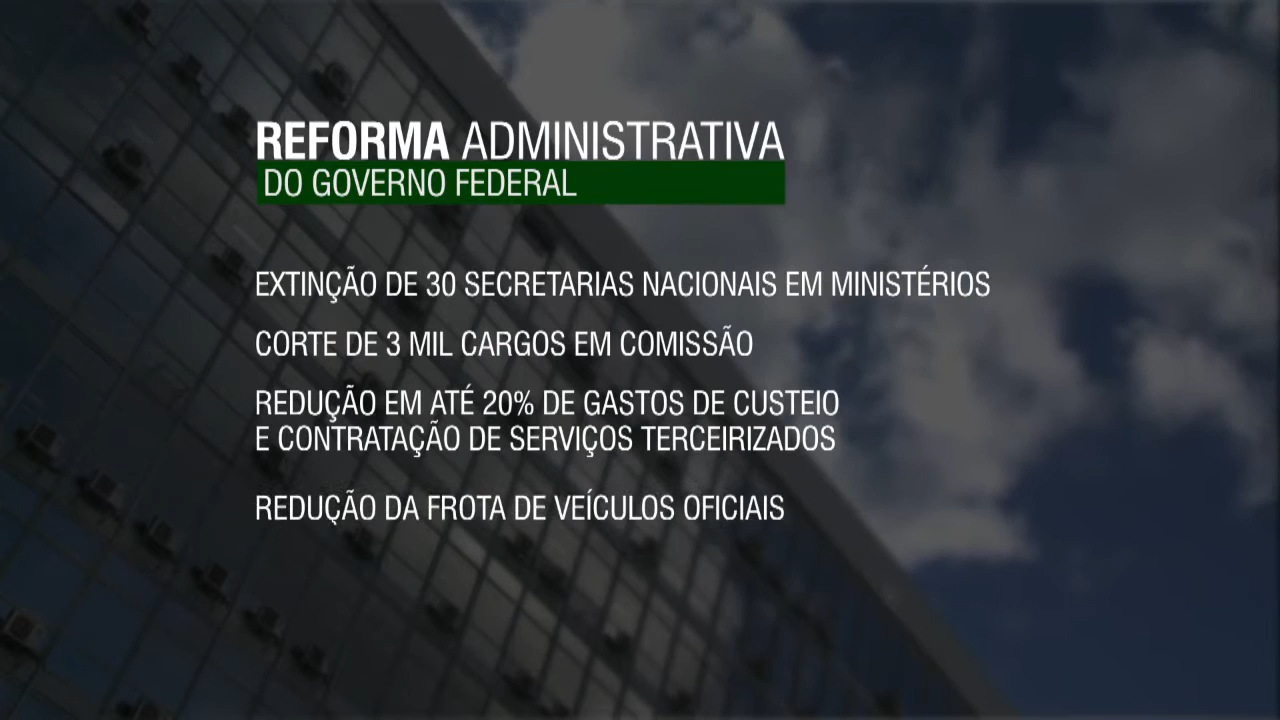 REFORMA ADMINISTRATIVA
DO GOVERNO FEDERAL
EXTINÇÃO DE 30 SECRETARIAS NACIONAIS EM MINISTÉRIOS
CORTE DE 3 MIL CARGOS EM COMISSÃO
REDUÇÃO EM ATÉ 20% DE GASTOS DE CUSTEIO
E CONTRATAÇÃO DE SERVIÇOS TERCEIRIZADOS
REDUÇÃO DA FROTA DE VEÍCULOS OFICIAIS